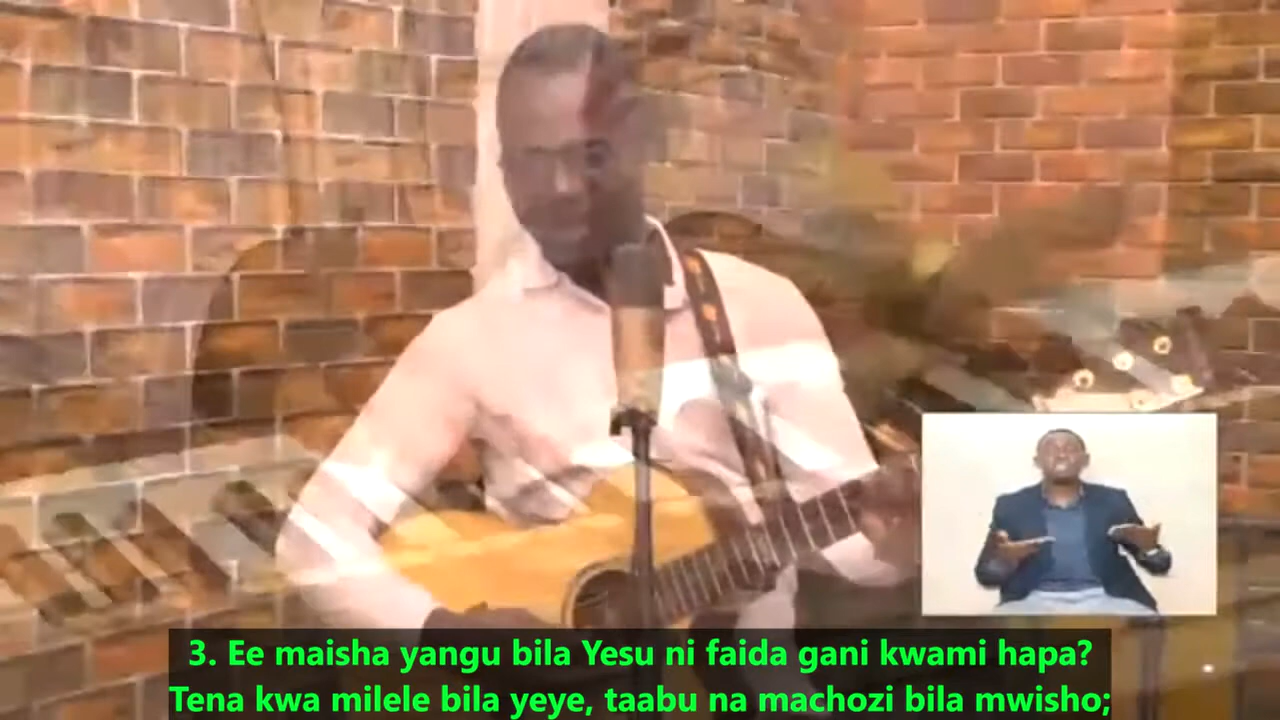 3. Ee maisha yangu bila Yesu ni faida gani kwami hapa?
Tena kwa milele bila yeye, taabu na machozi bila mwisho;